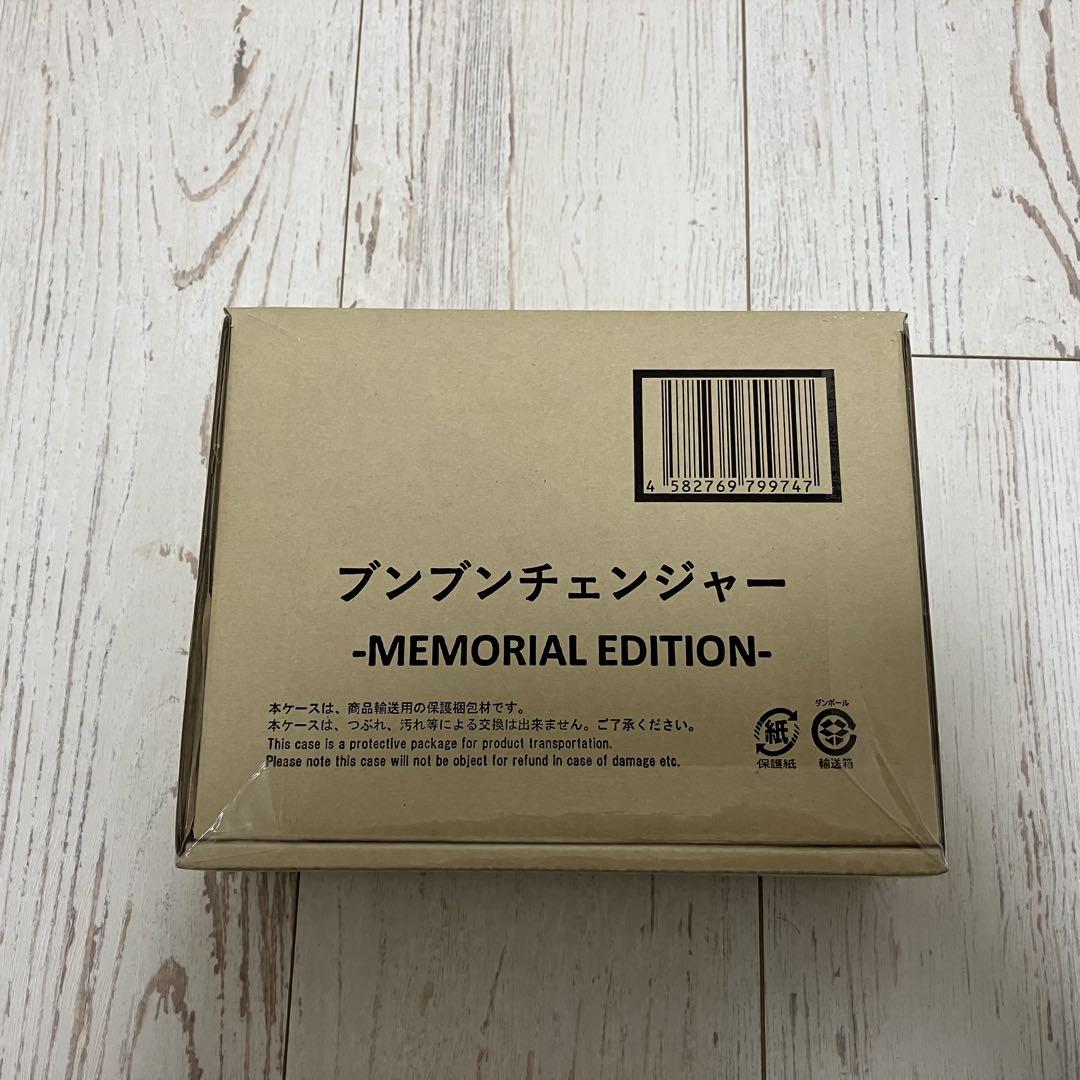 4 582769 799747
ブンブンチェンジャー
-MEMORIAL EDITION-
本ケースは、商品輸送用の保護梱包材です。
本ケースは、つぶれ、汚れ等による交換は出来ません。ご了承ください。
This case is a protective package for product transportation.
Please note this case will not be object for refund in case of damage etc.
紙
保護紙
ダンボール
輸送箱